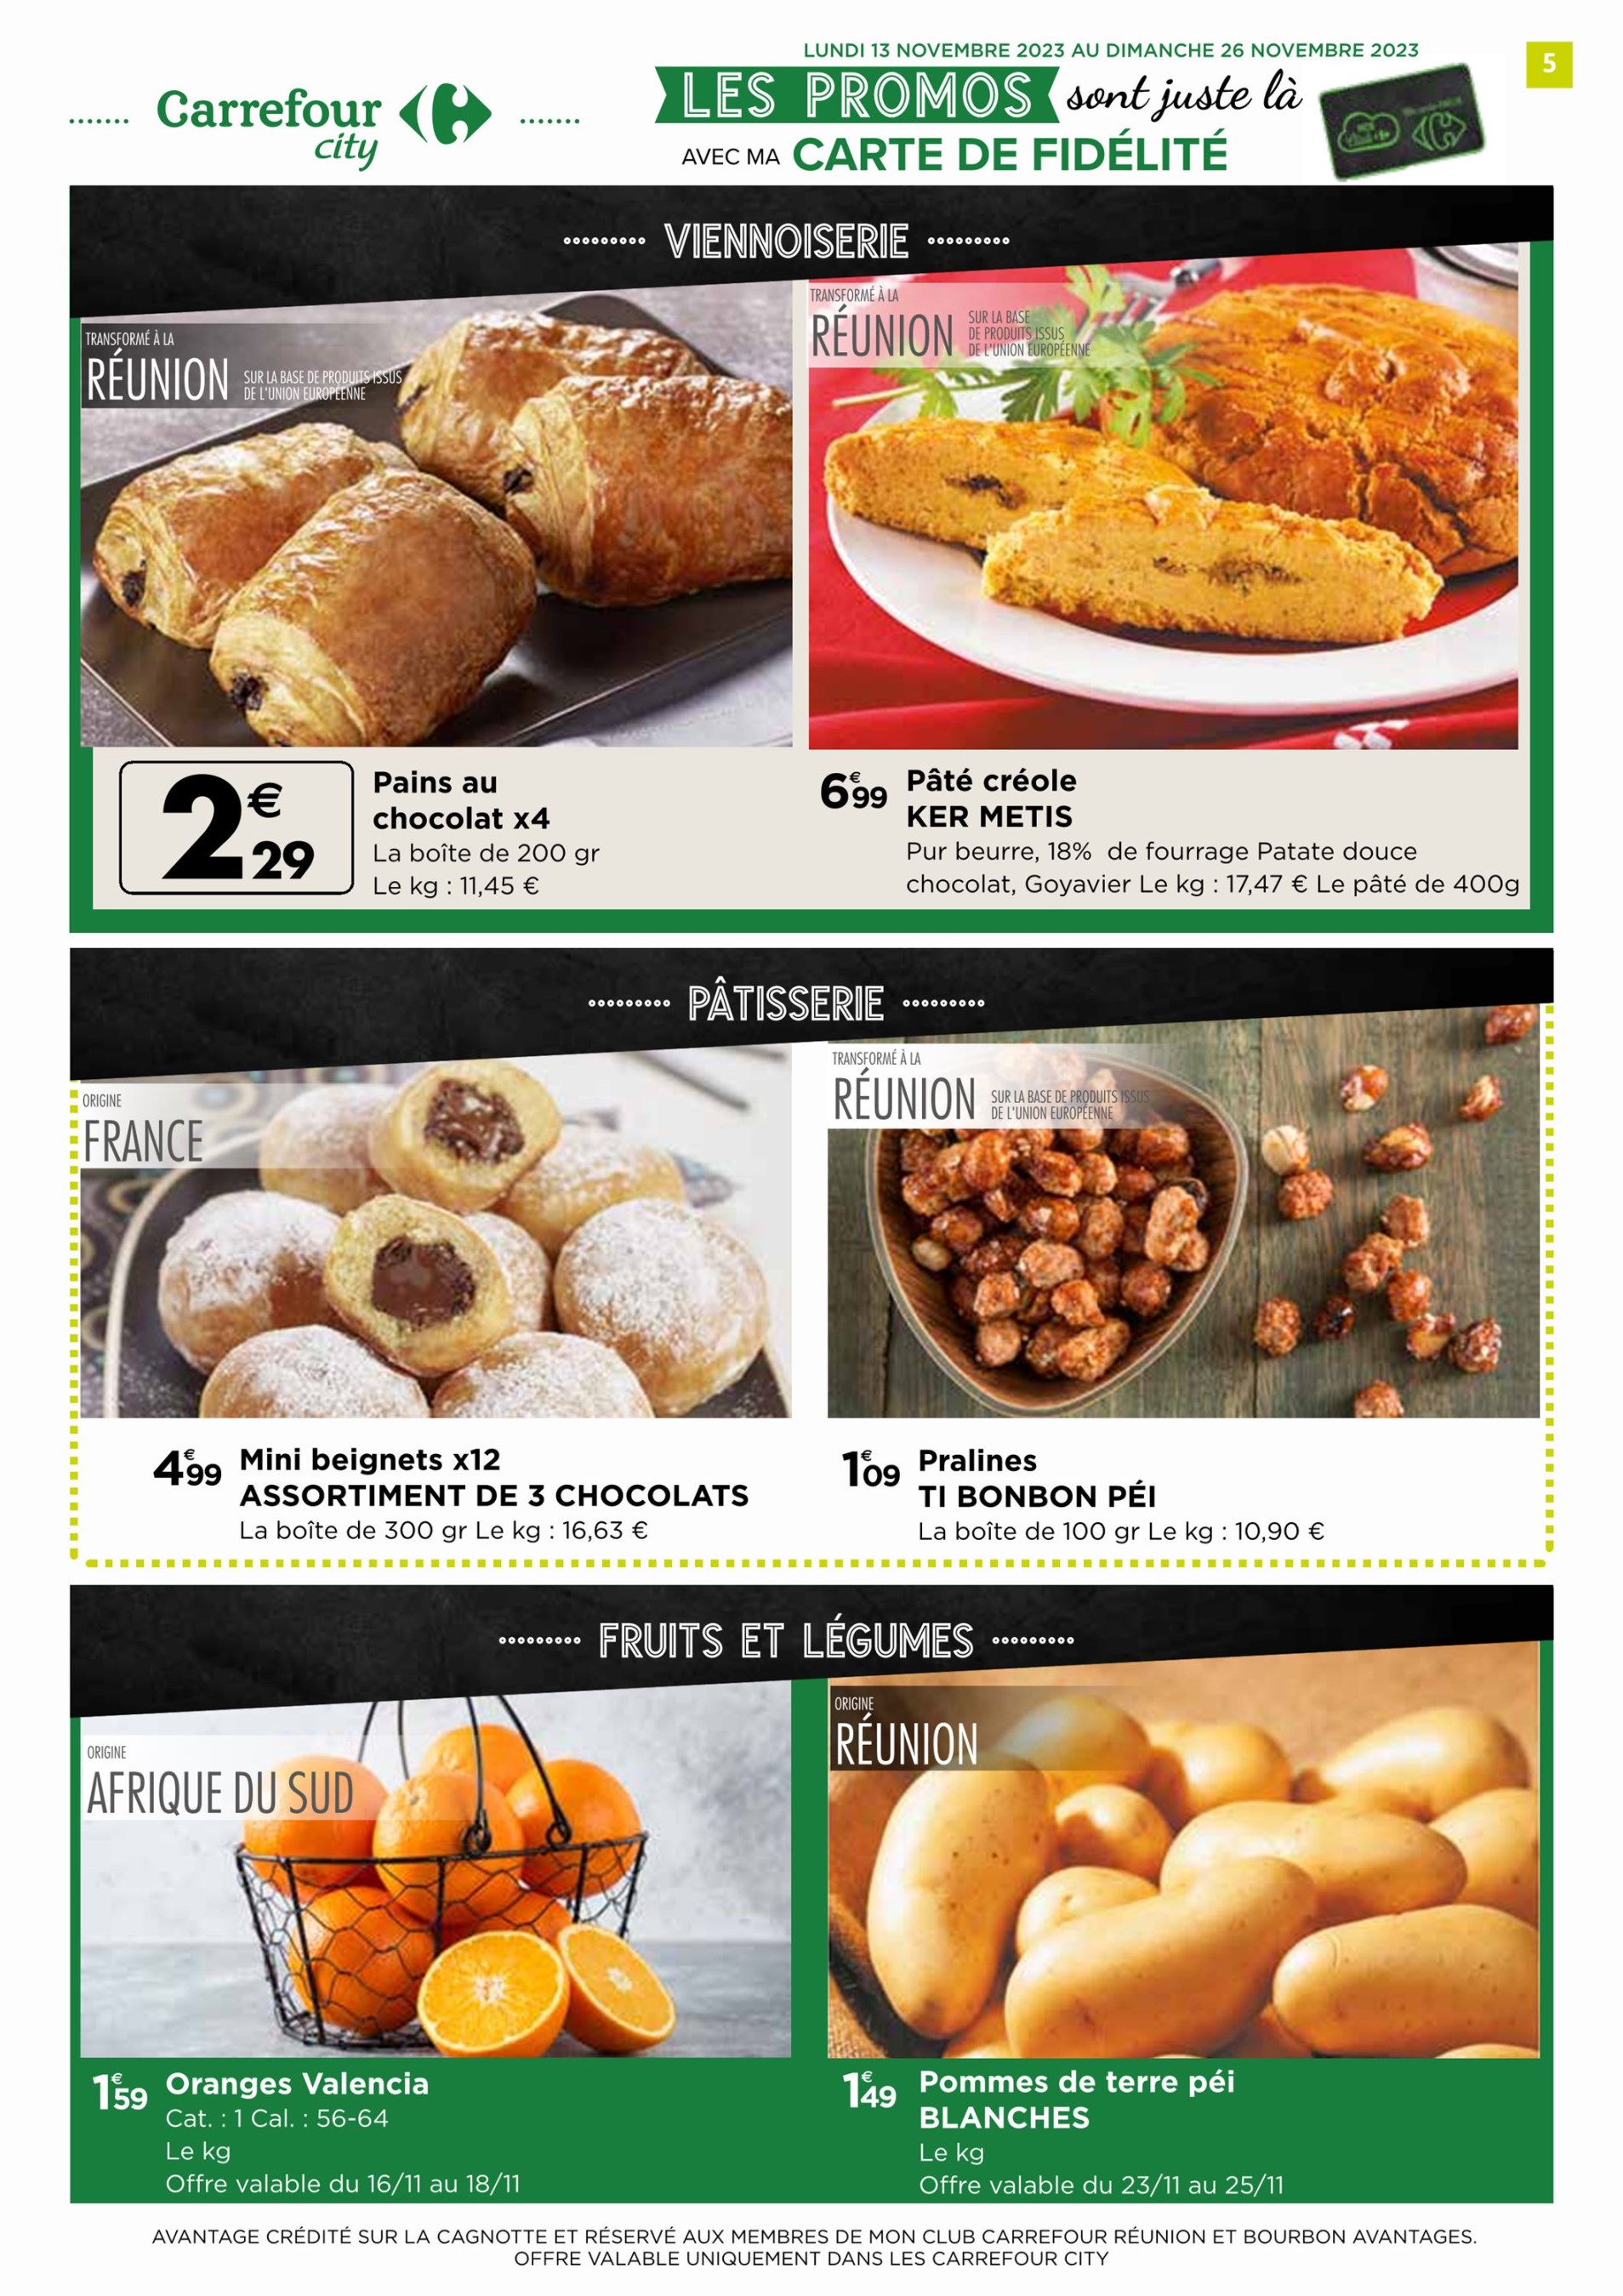 LUNDI 13 NOVEMBRE 2023 AU DIMANCHE 26 NOVEMBRE 2023
5
Carrefour
city
LES PROMOS sont juste là
AVEC MA CARTE DE FIDÉLITÉ
VIENNOISERIE
TRANSFORMÉ À LA
RÉUNION
SUR LA BASE DE PRODUITS ISSUS
DE L'UNION EUROPÉENNE
TRANSFORMÉ À LA
RÉUNION
SUR LA BASE
DE PRODUITS ISSUS
DE L'UNION EUROPÉENNE
2€29
Pains au
chocolat x4
La boîte de 200 gr
Le kg : 11,45 €
6€99
Pâté créole
KER METIS
Pur beurre, 18% de fourrage Patate douce
chocolat, Goyavier Le kg : 17,47 € Le pâté de 400g
PÂTISSERIE
ORIGINE
FRANCE
TRANSFORMÉ À LA
RÉUNION
SUR LA BASE DE PRODUITS ISSUS
DE L'UNION EUROPÉENNE
4€99
Mini beignets x12
ASSORTIMENT DE 3 CHOCOLATS
La boîte de 300 gr Le kg : 16,63 €
1€09
Pralines
TI BONBON PÉI
La boîte de 100 gr Le kg : 10,90 €
FRUITS ET LÉGUMES
ORIGINE
AFRIQUE DU SUD
ORIGINE
RÉUNION
1€59
Oranges Valencia
Cat. : 1 Cal. : 56-64
Le kg
Offre valable du 16/11 au 18/11
1€49
Pommes de terre péi
BLANCHES
Le kg
Offre valable du 23/11 au 25/11
AVANTAGE CRÉDITÉ SUR LA CAGNOTTE ET RÉSERVÉ AUX MEMBRES DE MON CLUB CARREFOUR RÉUNION ET BOURBON AVANTAGES.
OFFRE VALABLE UNIQUEMENT DANS LES CARREFOUR CITY